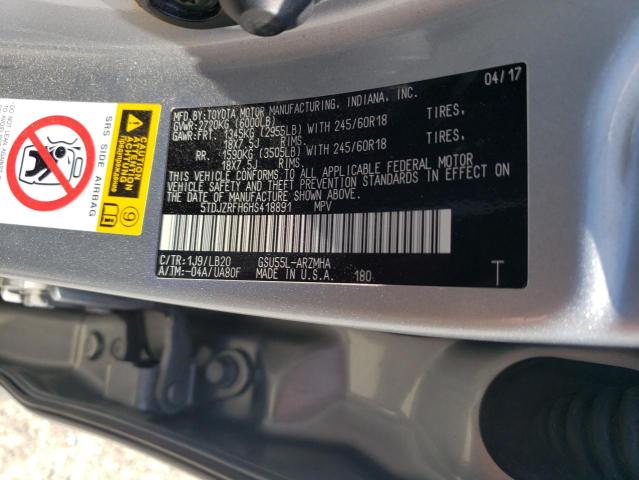 04/17
MFD.BY:TOYOTA MOTOR MANUFACTURING, INDIANA, INC.
GVWR:2720KG (6000LB)
GAWR:FRT. 1345KG (2955LB) WITH 245/60R18 TIRES,
18X7.5J RIMS.
RR. 1590KG (3505LB) WITH 245/60R18 TIRES,
18X7.5J RIMS.
THIS VEHICLE CONFORMS TO ALL APPLICABLE FEDERAL MOTOR
VEHICLE SAFETY AND THEFT PREVENTION STANDARDS IN
EFFECT ON THE DATE OF MANUFACTURE SHOWN ABOVE.
5TDJZRFH6HS418891 MPV
C/TR:1J9/LB20 GSU55L-ARZMHA
A/TM:-04A/UA80F MADE IN U.S.A. 180
T
SRS SIDE AIRBAG
CAUTION
ATTENTION
9